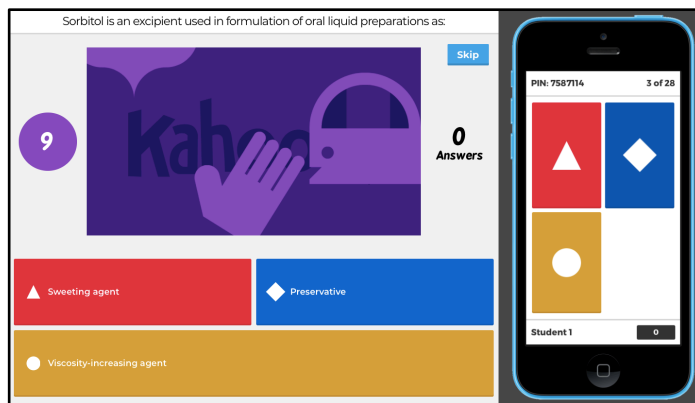 Sorbitol is an excipient used in formulation of oral liquid preparations as:
Skip
9
Kahoo
0
Answers
Sweeting agent
Preservative
Viscosity-increasing agent
PIN: 7587114
3 of 28
Student 1
0